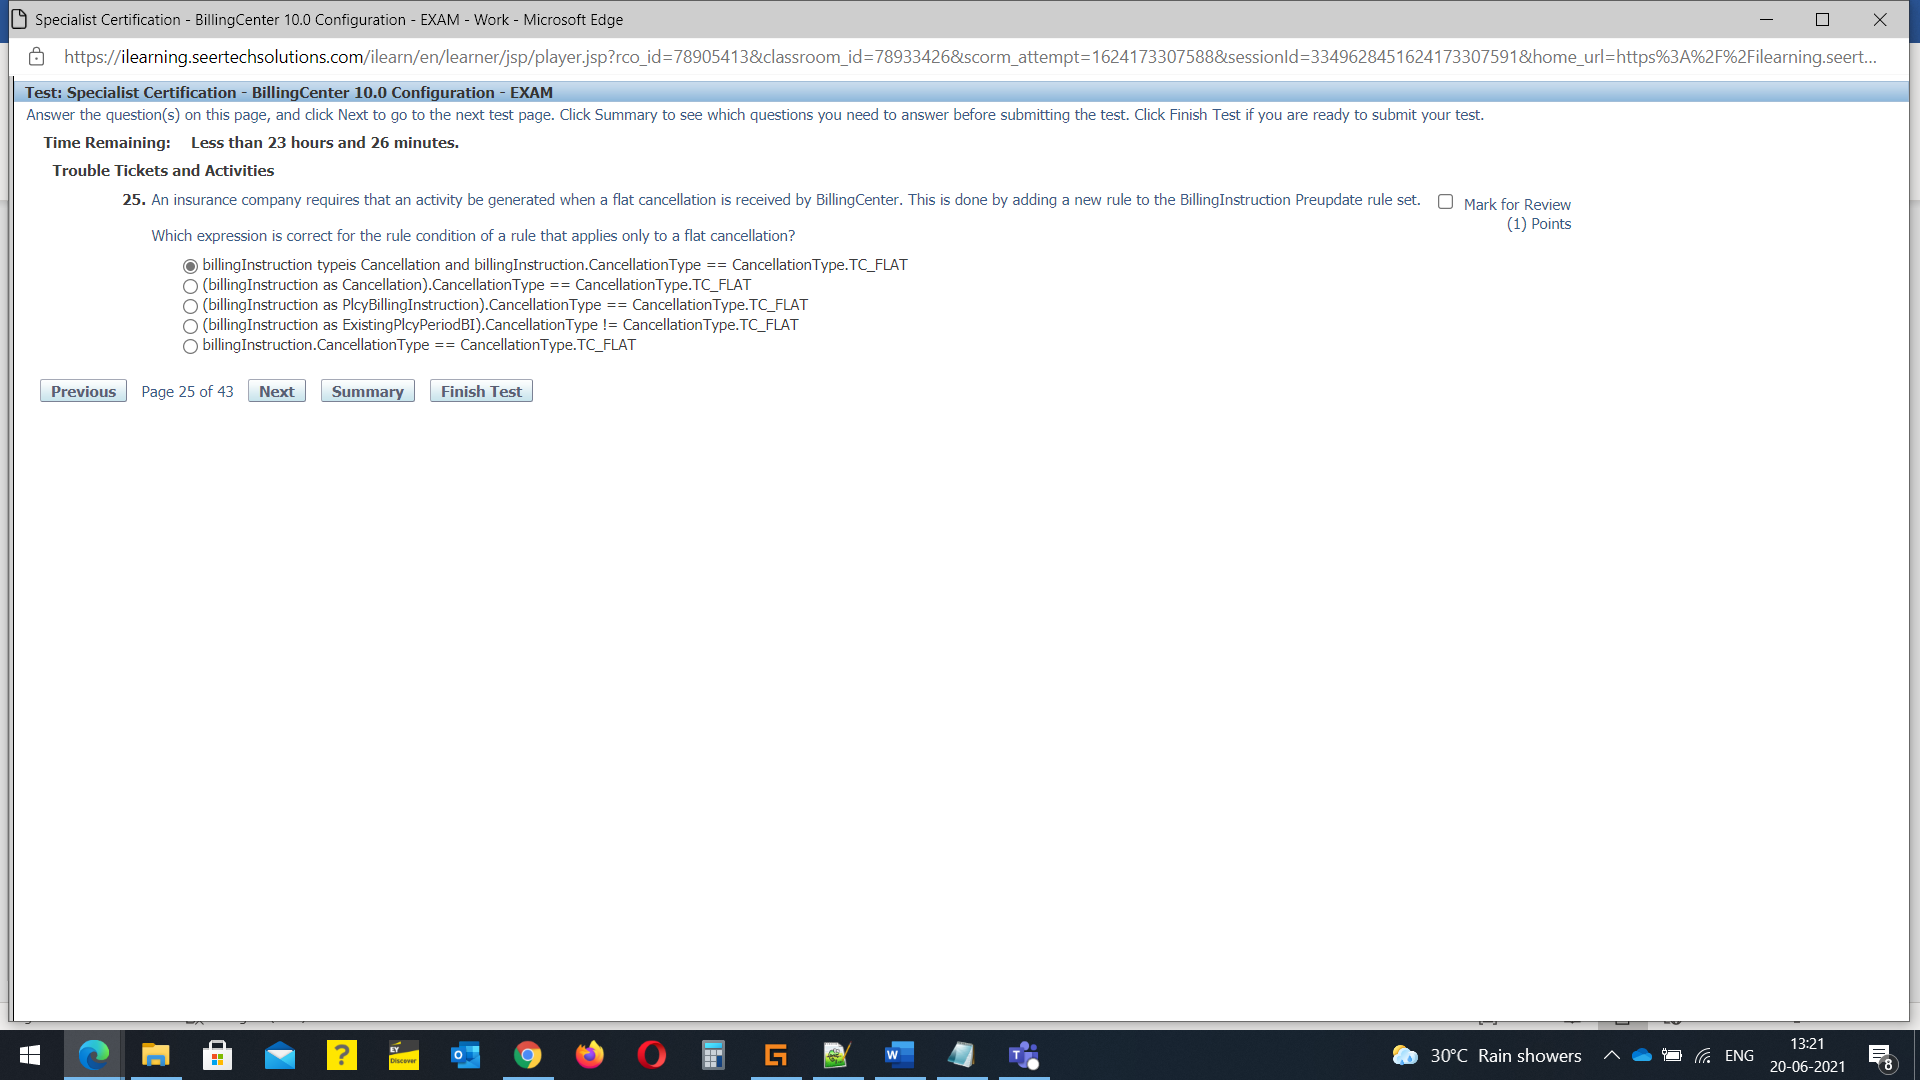 Specialist Certification - BillingCenter 10.0 Configuration - EXAM - Work - Microsoft Edge
https://ilearning.seertechsolutions.com/ilearn/en/learner/jsp/player.jsp?rco_id=78905413&classroom_id=78933426&scorm_attempt=1624173307588&sessionId=3349628451624173307591&home_url=https%3A%2F%2Filearning.seert...
Test: Specialist Certification - BillingCenter 10.0 Configuration - EXAM
Answer the question(s) on this page, and click Next to go to the next test page. Click Summary to see which questions you need to answer before submitting the test. Click Finish Test if you are ready to submit your test.
Time Remaining: Less than 23 hours and 26 minutes.
Trouble Tickets and Activities
25. An insurance company requires that an activity be generated when a flat cancellation is received by BillingCenter. This is done by adding a new rule to the BillingInstruction Preupdate rule set.
Mark for Review
(1) Points
Which expression is correct for the rule condition of a rule that applies only to a flat cancellation?
billingInstruction typeis Cancellation and billingInstruction.CancellationType == CancellationType.TC_FLAT
(billingInstruction as Cancellation).CancellationType == CancellationType.TC_FLAT
(billingInstruction as PlcyBillingInstruction).CancellationType == CancellationType.TC_FLAT
(billingInstruction as ExistingPlcyPeriodBI).CancellationType != CancellationType.TC_FLAT
billingInstruction.CancellationType == CancellationType.TC_FLAT
Previous Page 25 of 43 Next Summary Finish Test
EY
Discover
30°C Rain showers
ENG
13:21
20-06-2021
8